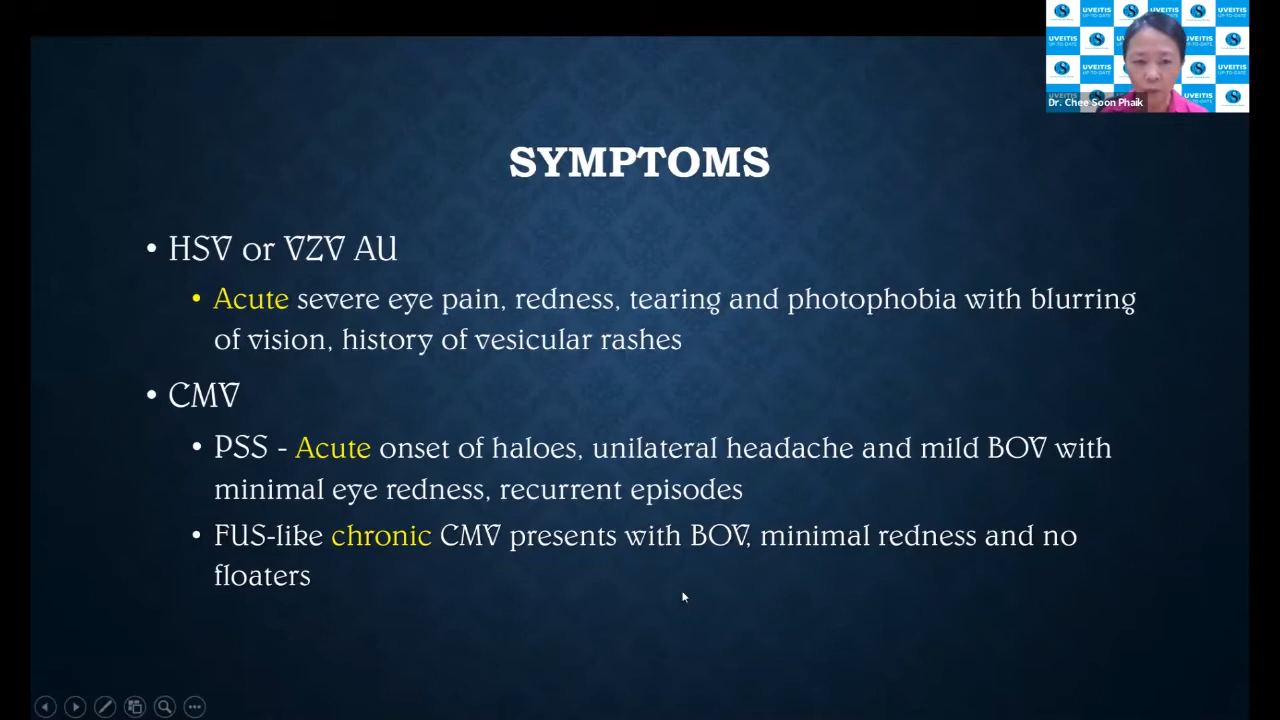 UVEITIS UP-TO-DATE
Dr. Chee Soon Phaik
SYMPTOMS
• HSV or VZV AU
• Acute severe eye pain, redness, tearing and photophobia with blurring
of vision, history of vesicular rashes
• CMV
• PSS - Acute onset of haloes, unilateral headache and mild BOV with
minimal eye redness, recurrent episodes
• FUS-like chronic CMV presents with BOV, minimal redness and no
floaters